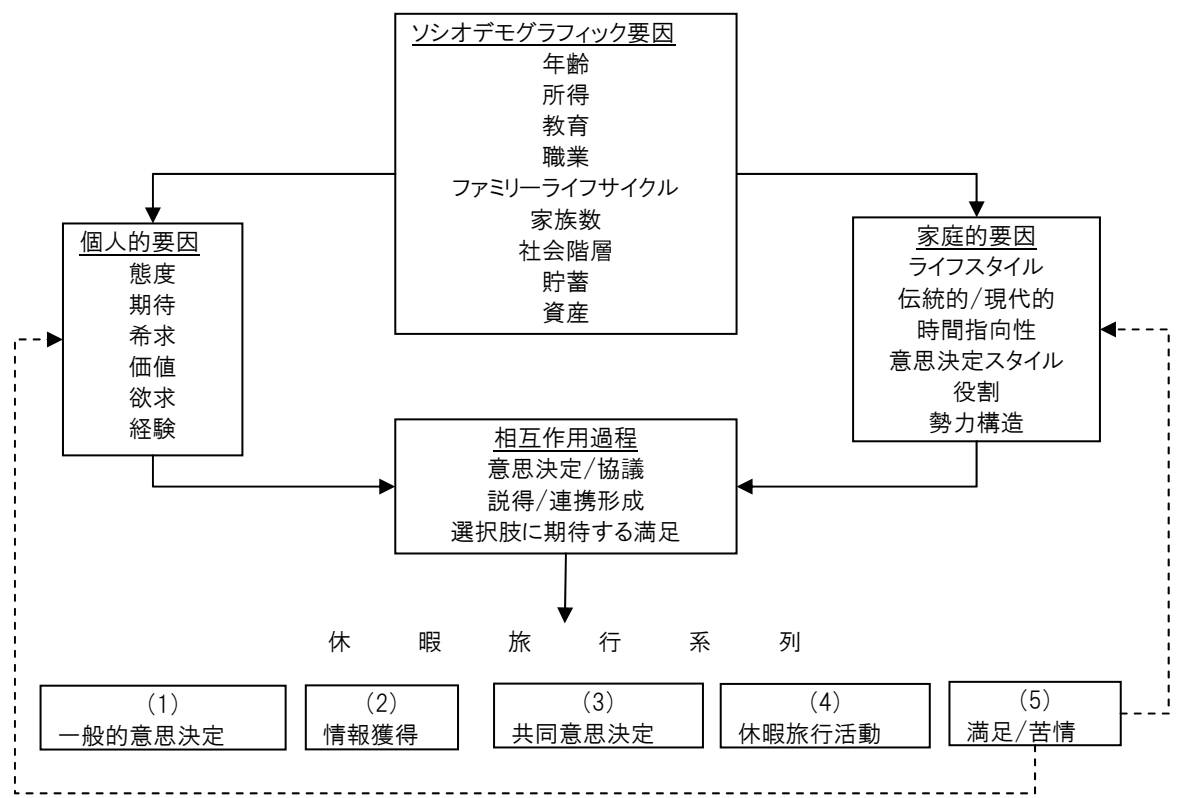 ソシオデモグラフィック要因
年齢
所得
教育
職業
ファミリーライフサイクル
家族数
社会階層
貯蓄
資産
個人的要因
態度
期待
希求
価値
欲求
経験
家庭的要因
ライフスタイル
伝統的/現代的
時間指向性
意思決定スタイル
役割
勢力構造
相互作用過程
意思決定/協議
説得/連携形成
選択肢に期待する満足
休暇旅行系列
(1)
一般的意思決定
(2)
情報獲得
(3)
共同意思決定
(4)
休暇旅行活動
(5)
満足/苦情